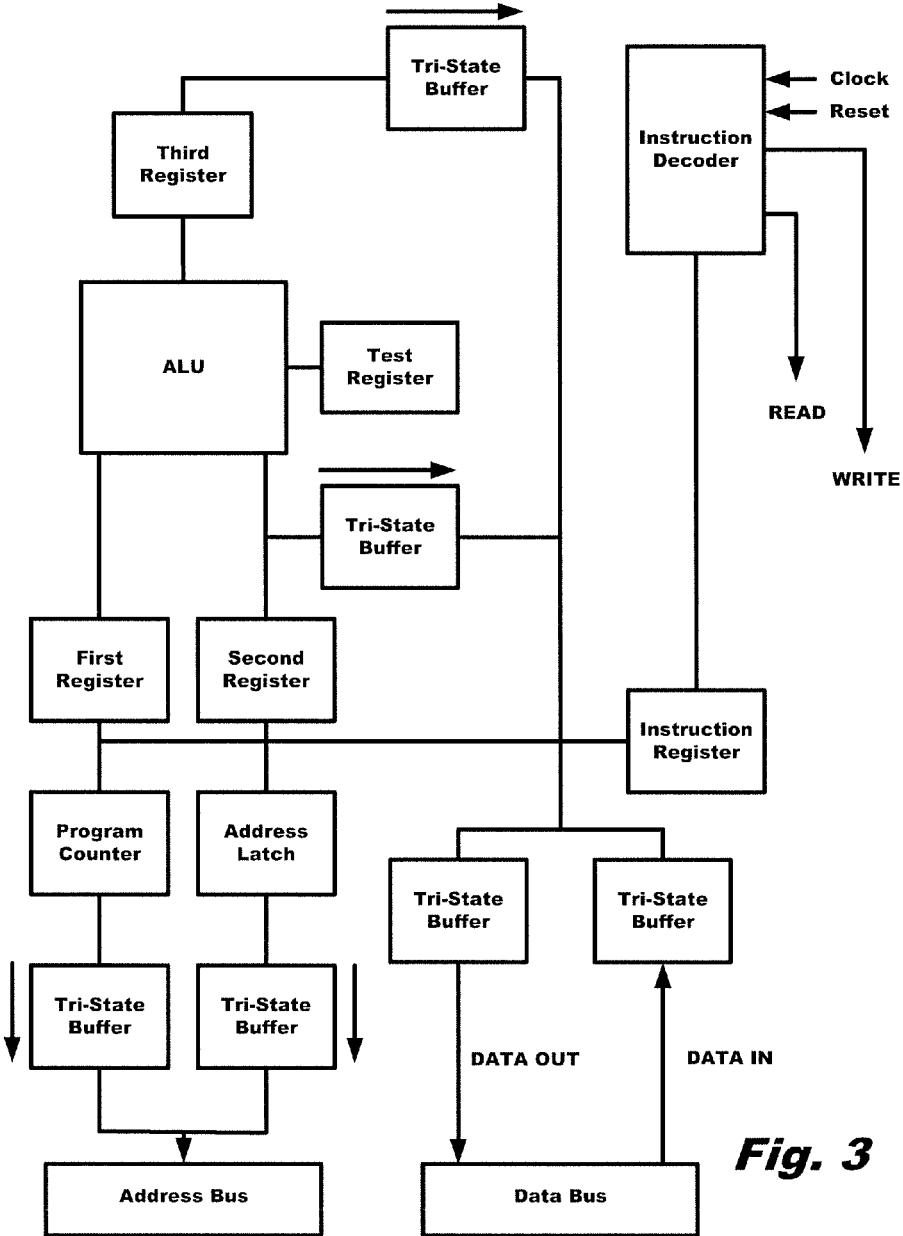 Tri-State
Buffer
Clock
Reset
Instruction
Decoder
Third
Register
ALU
Test
Register
READ
WRITE
Tri-State
Buffer
First
Register
Second
Register
Instruction
Register
Program
Counter
Address
Latch
Tri-State
Buffer
Tri-State
Buffer
Tri-State
Buffer
Tri-State
Buffer
DATA OUT
DATA IN
Fig. 3
Address Bus
Data Bus